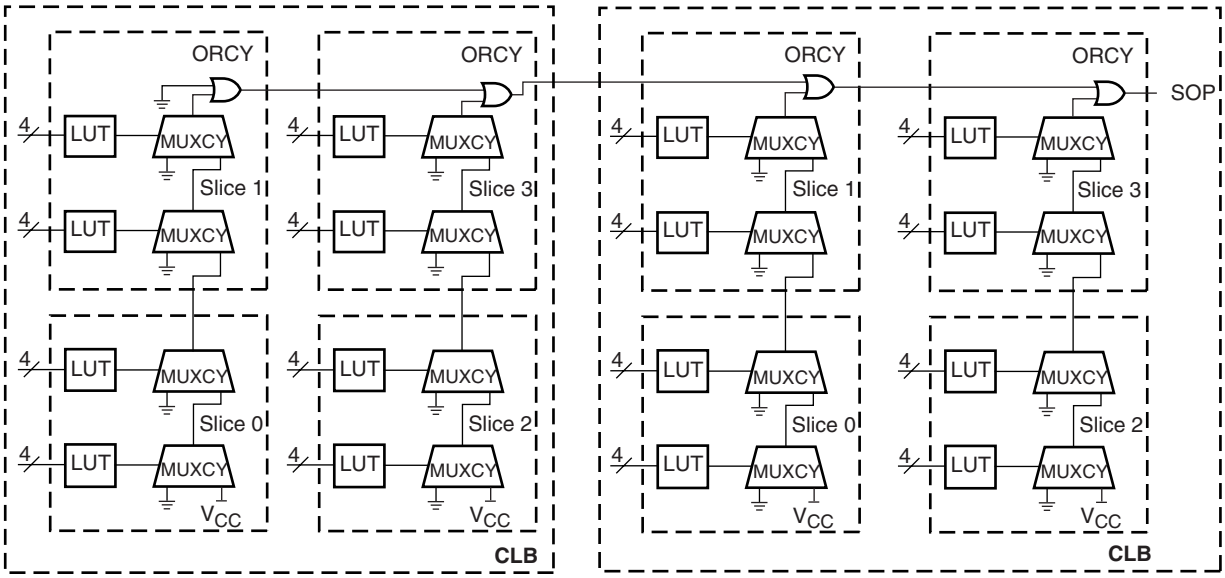 ORCY ORCY ORCY ORCY
SOP
4 LUT MUXCY 4 LUT MUXCY 4 LUT MUXCY 4 LUT MUXCY
Slice 1 Slice 3 Slice 1 Slice 3
4 LUT MUXCY 4 LUT MUXCY 4 LUT MUXCY 4 LUT MUXCY
4 LUT MUXCY 4 LUT MUXCY 4 LUT MUXCY 4 LUT MUXCY
Slice 0 Slice 2 Slice 0 Slice 2
4 LUT MUXCY 4 LUT MUXCY 4 LUT MUXCY 4 LUT MUXCY
VCC VCC VCC VCC
CLB CLB